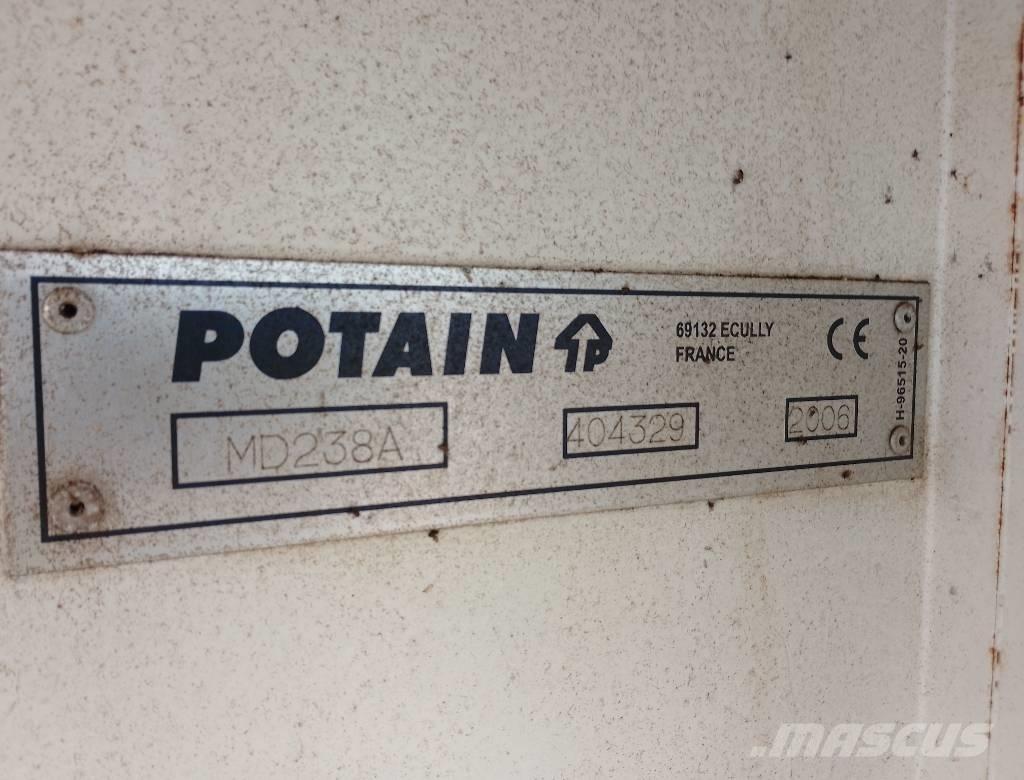 POTAIN
69132 ECULLY
FRANCE
CE
MD238A
404329
2006
H-96515-20
.MASCUS